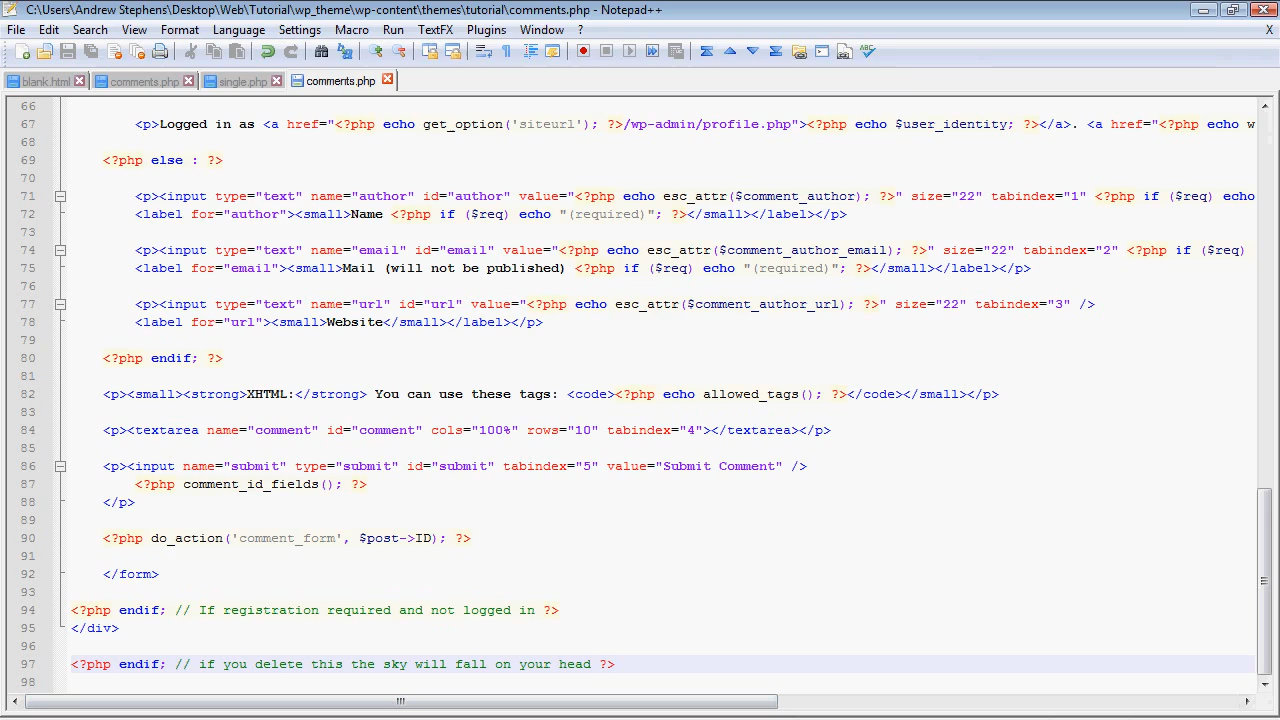 C:\Users\Andrew Stephens\Desktop\Web\Tutorial\wp_theme\wp-content\themes\tutorial\comments.php - Notepad++
File Edit Search View Format Language Settings Macro Run TextFX Plugins Window ? X
blank.html comments.php single.php comments.php
66
67 <p>Logged in as <a href="<?php echo get_option('siteurl'); ?>/wp-admin/profile.php"><?php echo $user_identity; ?></a>. <a href="<?php echo w
68
69 <?php else : ?>
70
71 <p><input type="text" name="author" id="author" value="<?php echo esc_attr($comment_author); ?>" size="22" tabindex="1" <?php if ($req) echo
72 <label for="author"><small>Name <?php if ($req) echo "(required)"; ?></small></label></p>
73
74 <p><input type="text" name="email" id="email" value="<?php echo esc_attr($comment_author_email); ?>" size="22" tabindex="2" <?php if ($req)
75 <label for="email"><small>Mail (will not be published) <?php if ($req) echo "(required)"; ?></small></label></p>
76
77 <p><input type="text" name="url" id="url" value="<?php echo esc_attr($comment_author_url); ?>" size="22" tabindex="3" />
78 <label for="url"><small>Website</small></label></p>
79
80 <?php endif; ?>
81
82 <p><small><strong>XHTML:</strong> You can use these tags: <code><?php echo allowed_tags(); ?></code></small></p>
83
84 <p><textarea name="comment" id="comment" cols="100%" rows="10" tabindex="4"></textarea></p>
85
86 <p><input name="submit" type="submit" id="submit" tabindex="5" value="Submit Comment" />
87 <?php comment_id_fields(); ?>
88 </p>
89
90 <?php do_action('comment_form', $post->ID); ?>
91
92 </form>
93
94 <?php endif; // If registration required and not logged in ?>
95 </div>
96
97 <?php endif; // if you delete this the sky will fall on your head ?>
98